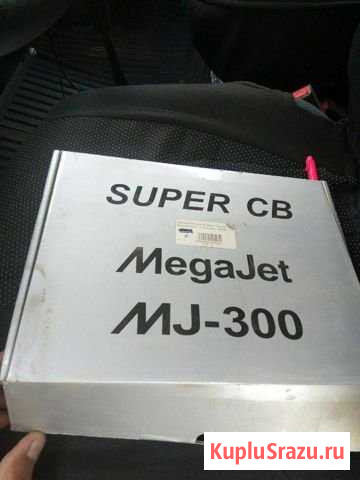 SUPER CB
MegaJet
MJ-300
KupluSrazu.ru